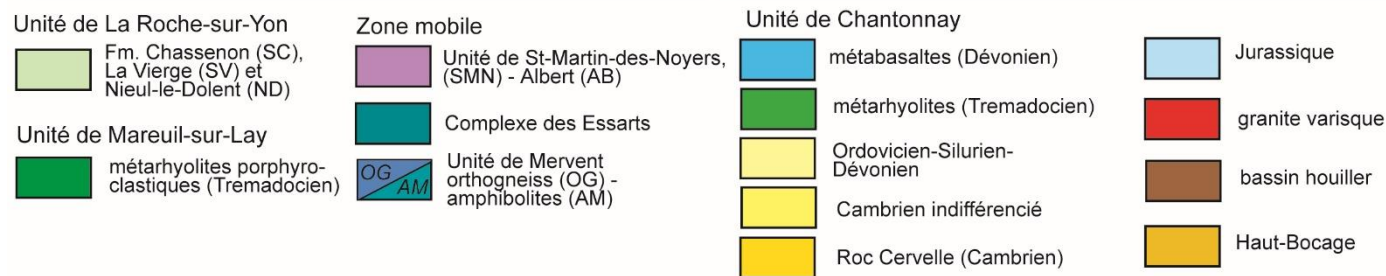 Unité de La Roche-sur-Yon
Fm. Chassenon (SC),
La Vierge (SV) et
Nieul-le-Dolent (ND)
Unité de Mareuil-sur-Lay
métarhyolites porphyro-
clastiques (Tremadocien)
Zone mobile
Unité de St-Martin-des-Noyers,
(SMN) - Albert (AB)
Complexe des Essarts
OG
AM
Unité de Mervent
orthogneiss (OG) -
amphibolites (AM)
Unité de Chantonnay
métabasaltes (Dévonien)
métarhyolites (Tremadocien)
Ordovicien-Silurien-
Dévonien
Cambrien indifférencié
Roc Cervelle (Cambrien)
Jurassique
granite varisque
bassin houiller
Haut-Bocage